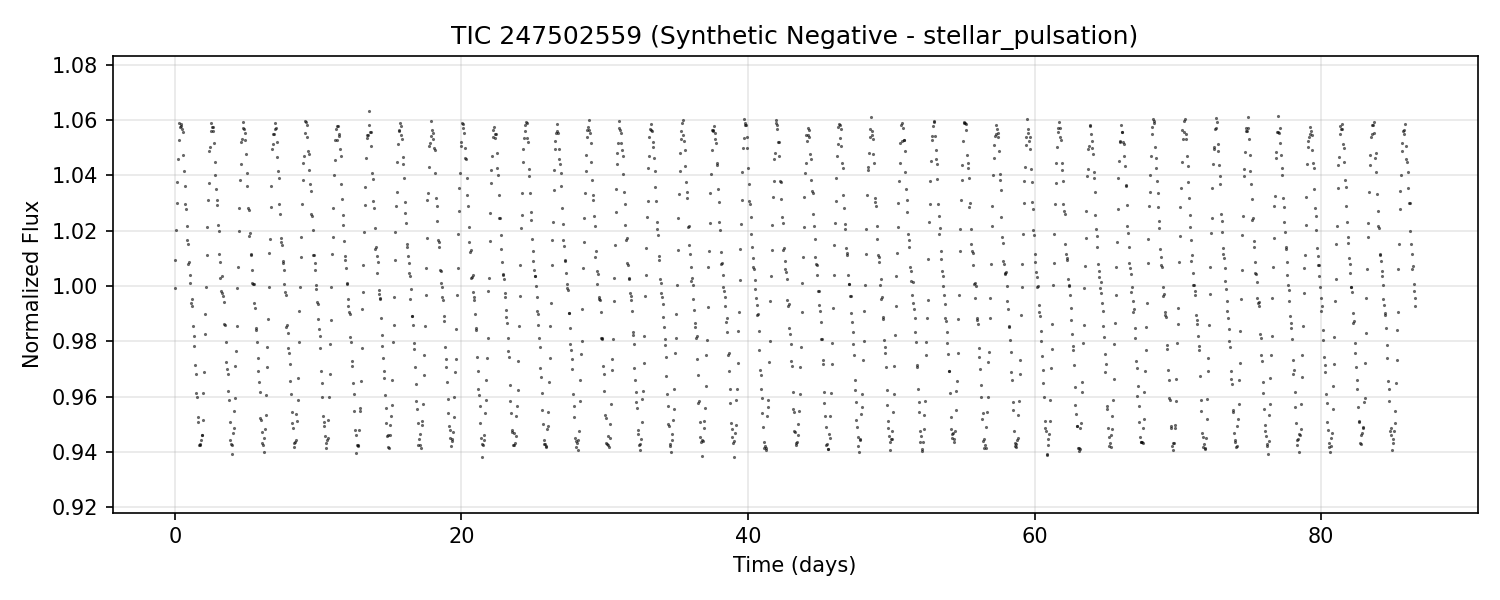 TIC 247502559 (Synthetic Negative - stellar_pulsation)
1.08
1.06
1.04
1.02
1.00
0.98
0.96
0.94
0.92
Normalized Flux
0 20 40 60 80
Time (days)